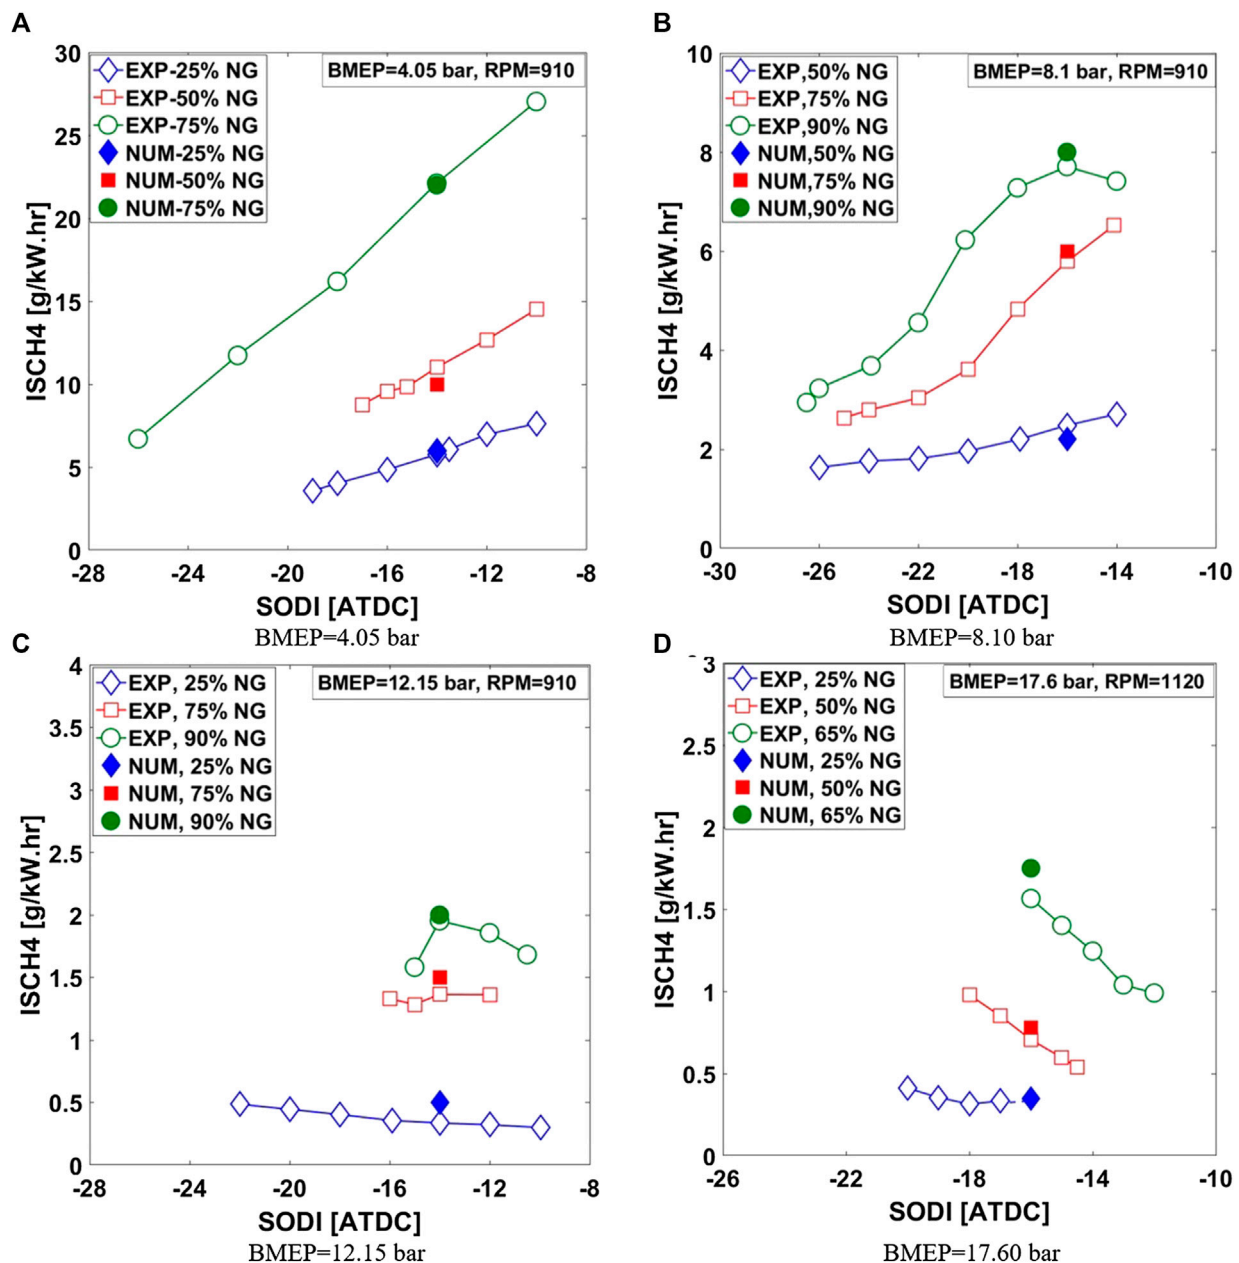 A
ISCH4 [g/kW.hr]
30
25
20
15
10
5
0
EXP-25% NG
EXP-50% NG
EXP-75% NG
NUM-25% NG
NUM-50% NG
NUM-75% NG
BMEP=4.05 bar, RPM=910
-28 -24 -20 -16 -12 -8
SODI [ATDC]
BMEP=4.05 bar
B
ISCH4 [g/kW.hr]
10
8
6
4
2
0
EXP,50% NG
EXP,75% NG
EXP,90% NG
NUM,50% NG
NUM,75% NG
NUM,90% NG
BMEP=8.1 bar, RPM=910
-30 -26 -22 -18 -14 -10
SODI [ATDC]
BMEP=8.10 bar
C
ISCH4 [g/kW.hr]
4
3.5
3
2.5
2
1.5
1
0.5
0
EXP, 25% NG
EXP, 75% NG
EXP, 90% NG
NUM, 25% NG
NUM, 75% NG
NUM, 90% NG
BMEP=12.15 bar, RPM=910
-28 -24 -20 -16 -12 -8
SODI [ATDC]
BMEP=12.15 bar
D
ISCH4 [g/kW.hr]
3
2.5
2
1.5
1
0.5
0
EXP, 25% NG
EXP, 50% NG
EXP, 65% NG
NUM, 25% NG
NUM, 50% NG
NUM, 65% NG
BMEP=17.6 bar, RPM=1120
-26 -22 -18 -14 -10
SODI [ATDC]
BMEP=17.60 bar